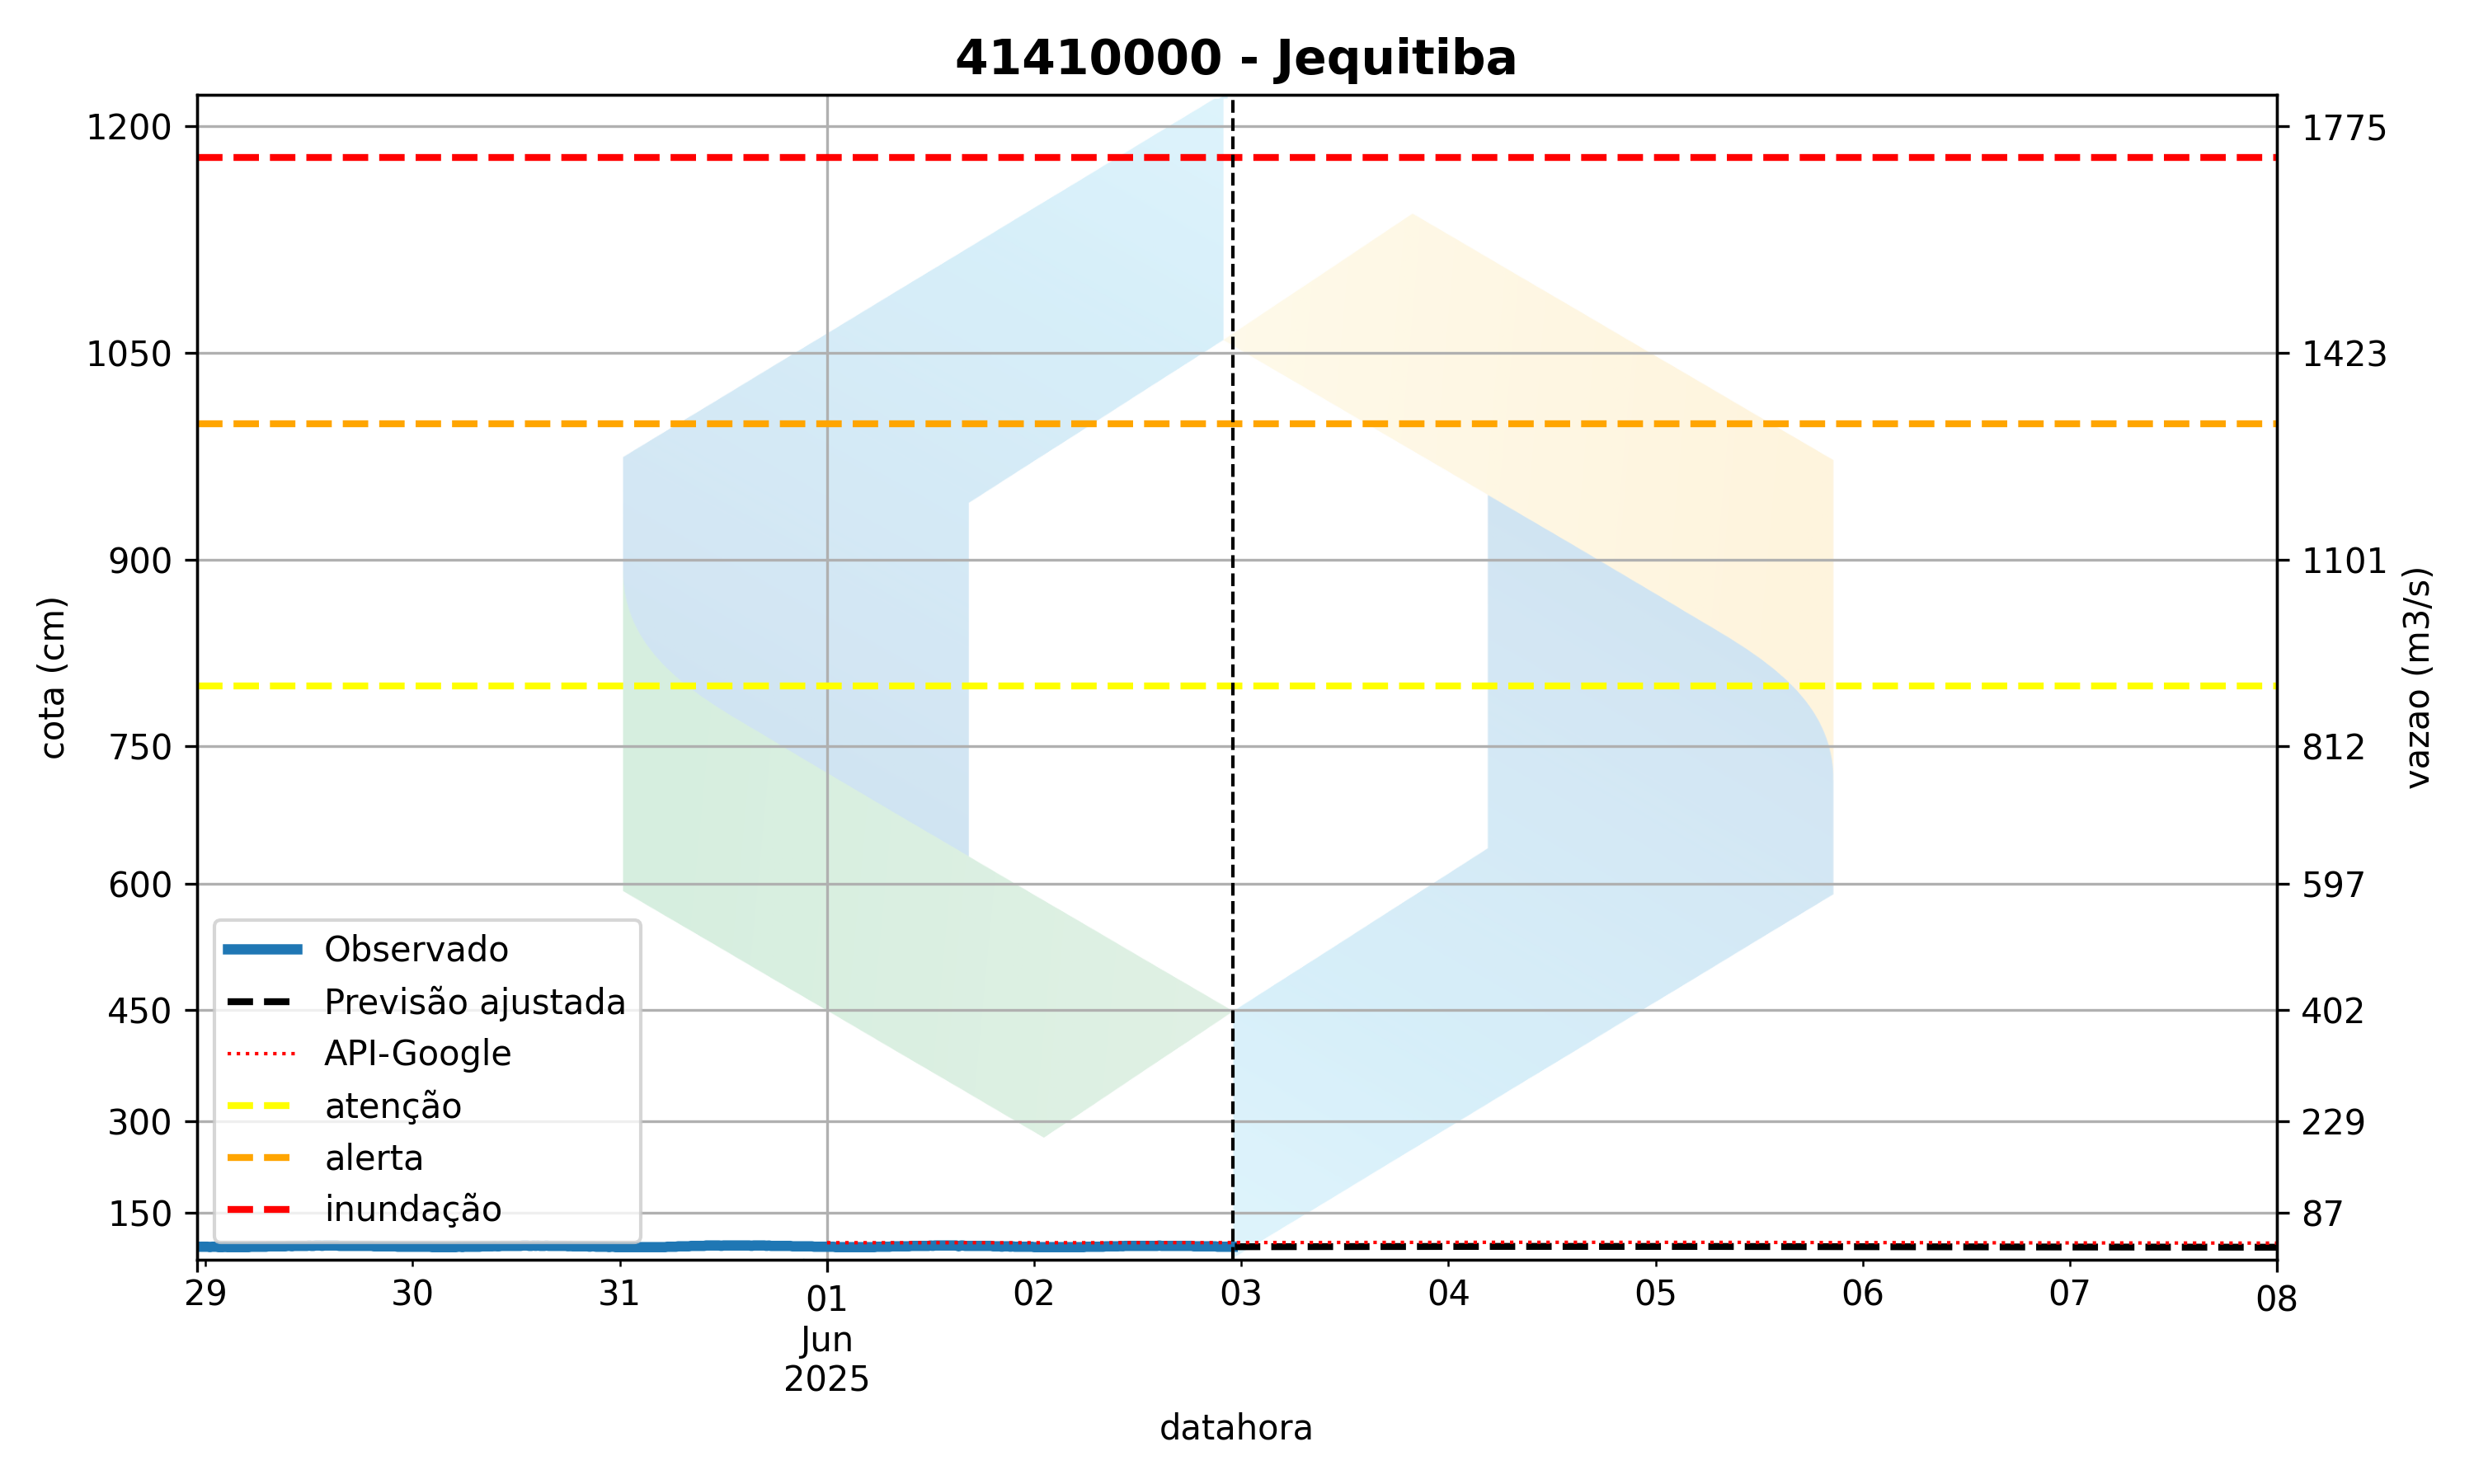 41410000 - Jequitiba
1200
1050
900
750
600
450
300
150
cota (cm)
1775
1423
1101
812
597
402
229
87
vazao (m3/s)
Observado
Previsão ajustada
API-Google
atenção
alerta
inundação
29 30 31 01 02 03 04 05 06 07 08
Jun
2025
datahora